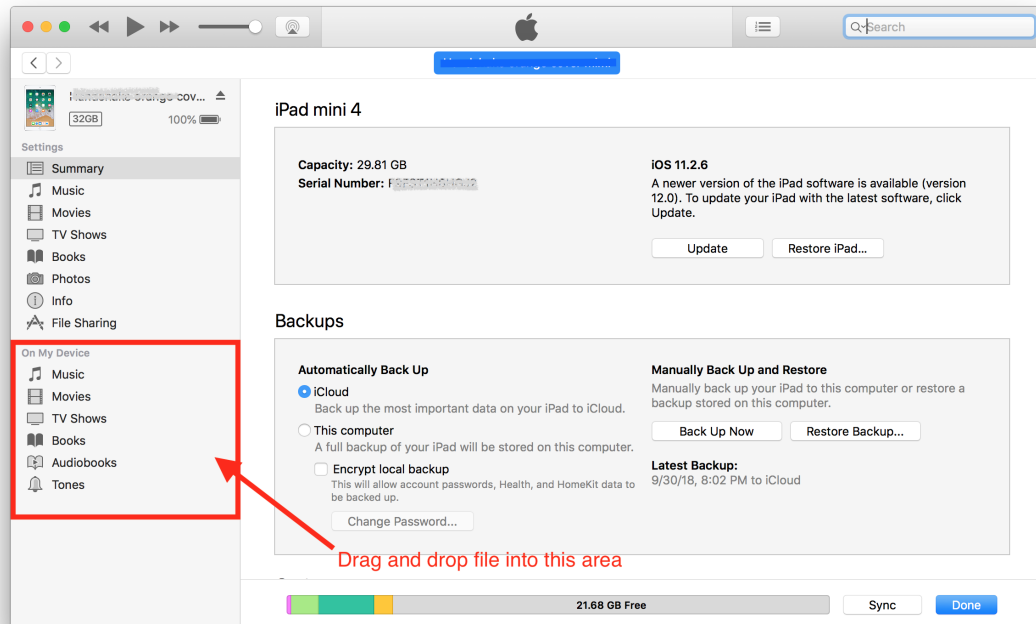 Search
orange cov...
32GB
100%
Settings
Summary
Music
Movies
TV Shows
Books
Photos
Info
File Sharing
On My Device
Music
Movies
TV Shows
Books
Audiobooks
Tones
iPad mini 4
Capacity: 29.81 GB
Serial Number:
iOS 11.2.6
A newer version of the iPad software is available (version
12.0). To update your iPad with the latest software, click
Update.
Update
Restore iPad...
Backups
Automatically Back Up
iCloud
Back up the most important data on your iPad to iCloud.
This computer
A full backup of your iPad will be stored on this computer.
Encrypt local backup
This will allow account passwords, Health, and HomeKit data to
be backed up.
Change Password...
Manually Back Up and Restore
Manually back up your iPad to this computer or restore a
backup stored on this computer.
Back Up Now
Restore Backup...
Latest Backup:
9/30/18, 8:02 PM to iCloud
Drag and drop file into this area
21.68 GB Free
Sync
Done